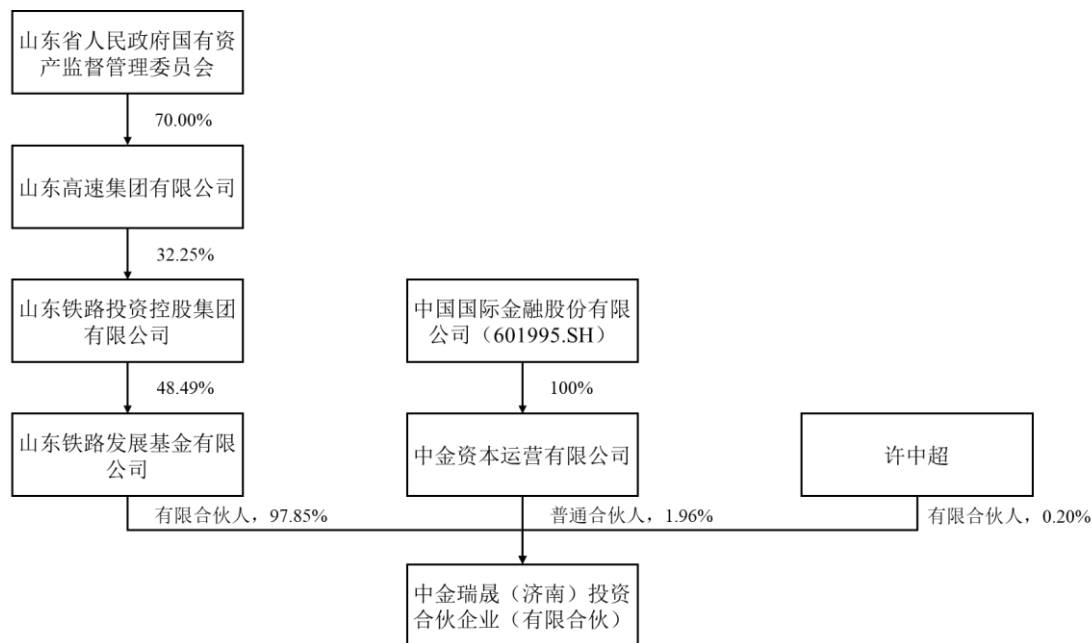 山东省人民政府国有资
产监督管理委员会
70.00%
山东高速集团有限公司
32.25%
山东铁路投资控股集团
有限公司
中国国际金融股份有限
公司（601995.SH）
48.49%
100%
山东铁路发展基金有限
公司
中金资本运营有限公司
许中超
有限合伙人，97.85%
普通合伙人，1.96%
有限合伙人，0.20%
中金瑞晟（济南）投资
合伙企业（有限合伙）